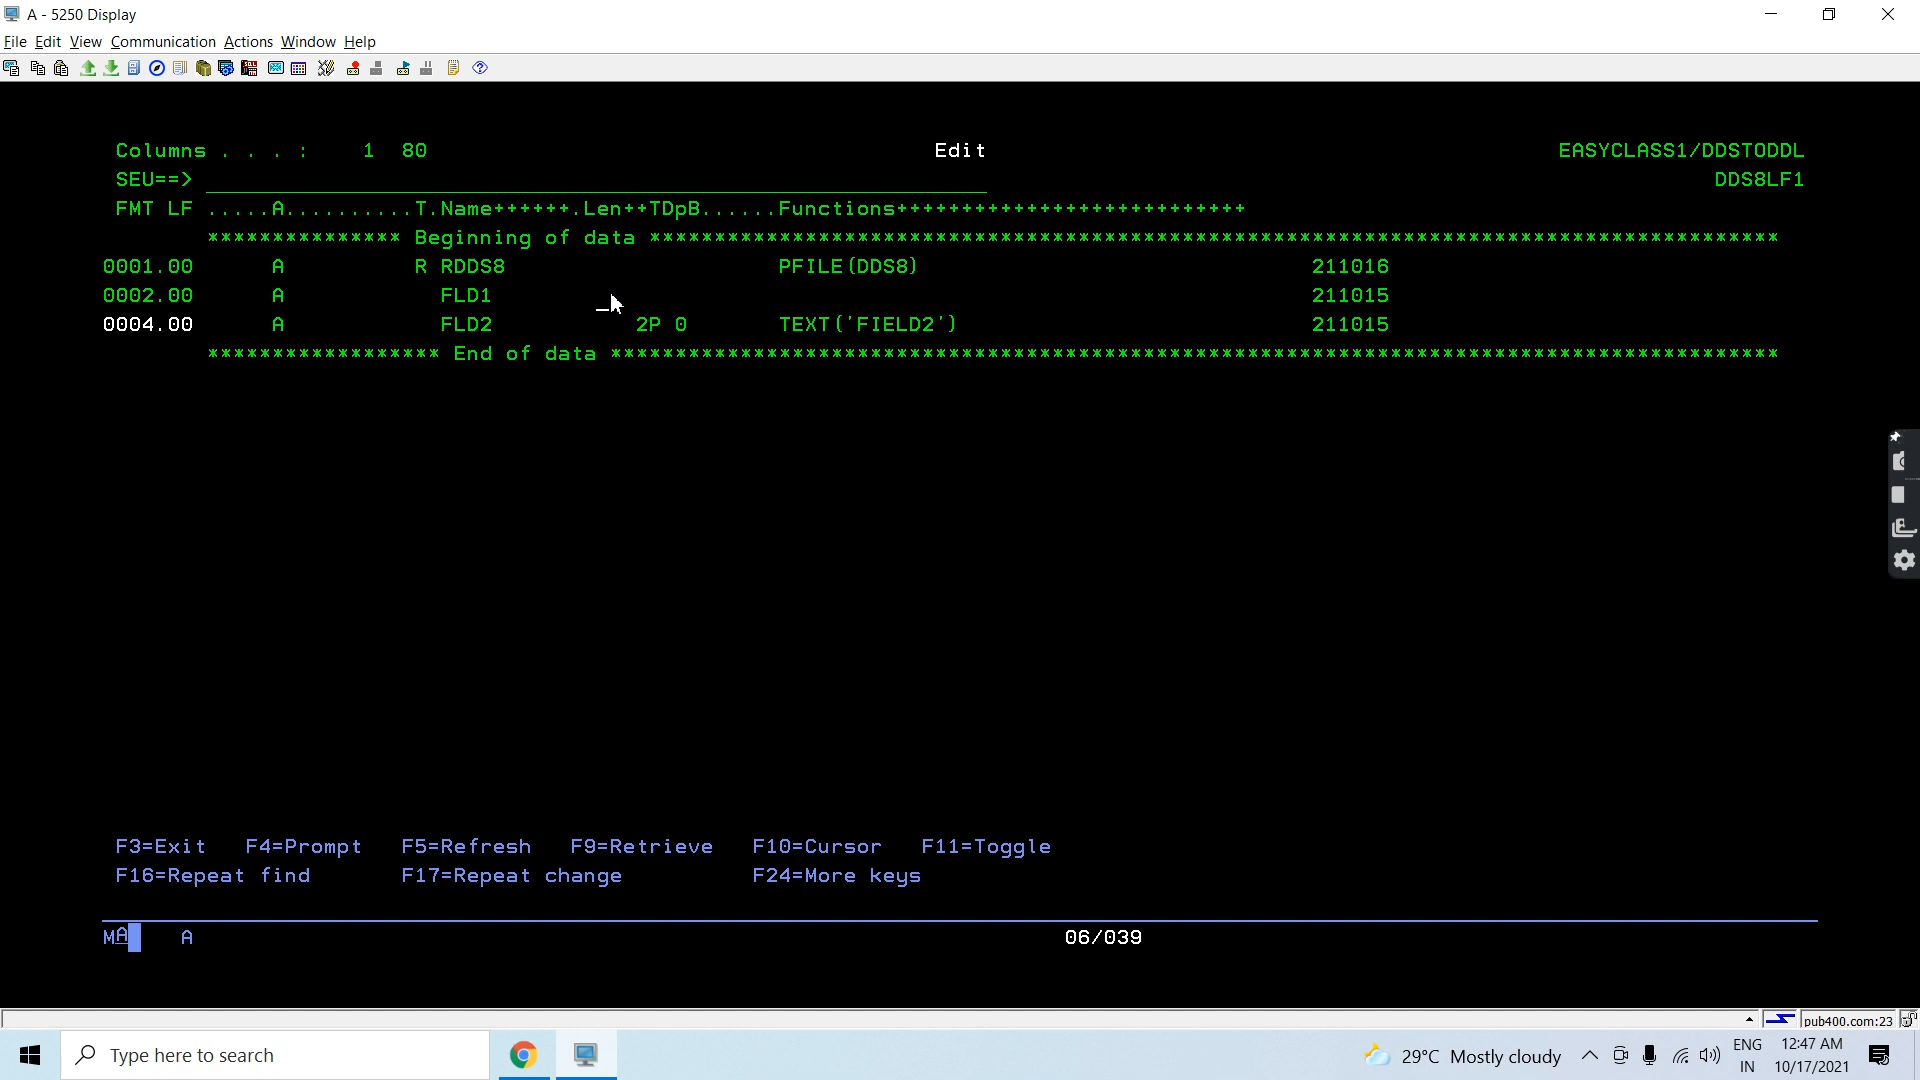 A - 5250 Display
File Edit View Communication Actions Window Help
Columns . . . :    1  80                                       Edit                                              EASYCLASS1/DDSTODDL
SEU==>                                                                                                                       DDS8LF1
FMT LF .....A..........T.Name++++++.Len++TDpB......Functions+++++++++++++++++++++++++++
*************** Beginning of data ***************************************************************************************
0001.00      A          R RDDS8                     PFILE(DDS8)                              211016
0002.00      A            FLD1                                                               211015
0004.00      A            FLD2           2P 0       TEXT('FIELD2')                           211015
****************** End of data ******************************************************************************************
F3=Exit   F4=Prompt   F5=Refresh   F9=Retrieve   F10=Cursor   F11=Toggle
F16=Repeat find       F17=Repeat change          F24=More keys
MA    A    06/039
pub400.com:23
Type here to search
29°C Mostly cloudy
ENG
IN
12:47 AM
10/17/2021